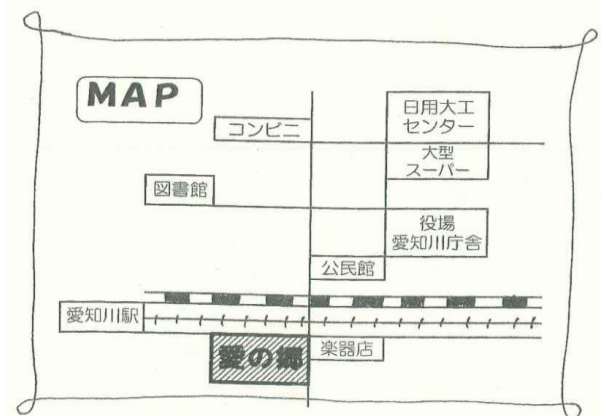 MAP
コンビニ
日用大工
センター
大型
スーパー
図書館
役場
愛知川庁舎
公民館
愛知川駅
愛の郷
楽器店